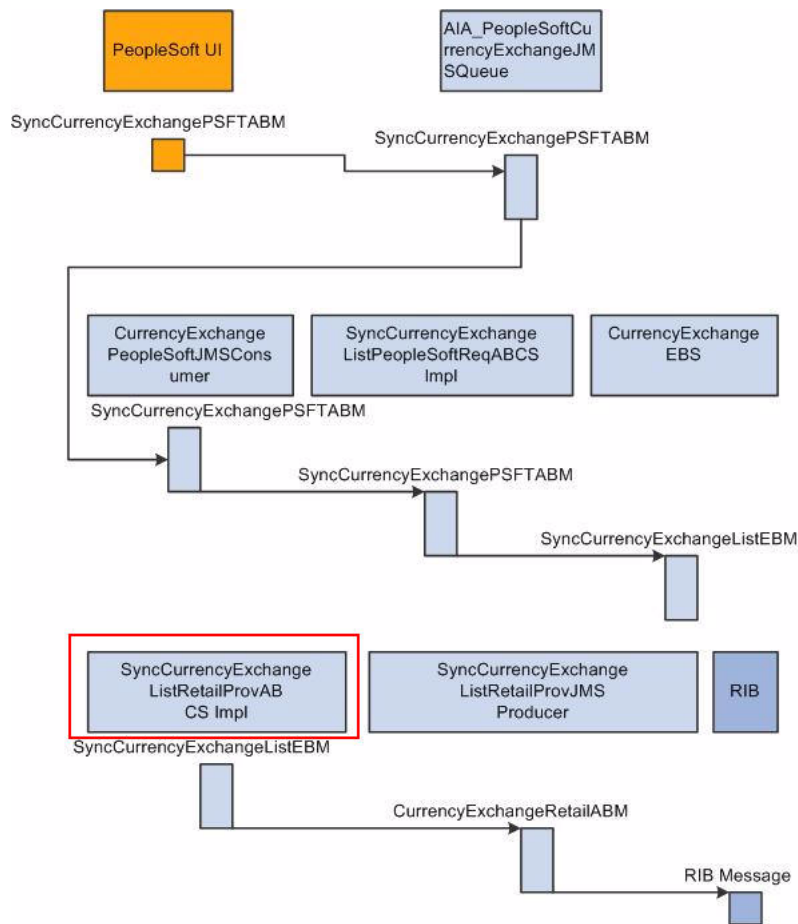 PeopleSoft UI
AIA_PeopleSoftCu
rrencyExchangeJM
SQueue
SyncCurrencyExchangePSFTABM
SyncCurrencyExchangePSFTABM
CurrencyExchange
PeopleSoftJMSCons
umer
SyncCurrencyExchange
ListPeopleSoftReqABCS
Impl
CurrencyExchange
EBS
SyncCurrencyExchangePSFTABM
SyncCurrencyExchangePSFTABM
SyncCurrencyExchangeListEBM
SyncCurrencyExchange
ListRetailProvAB
CS Impl
SyncCurrencyExchange
ListRetailProvJMS
Producer
RIB
SyncCurrencyExchangeListEBM
CurrencyExchangeRetailABM
RIB Message